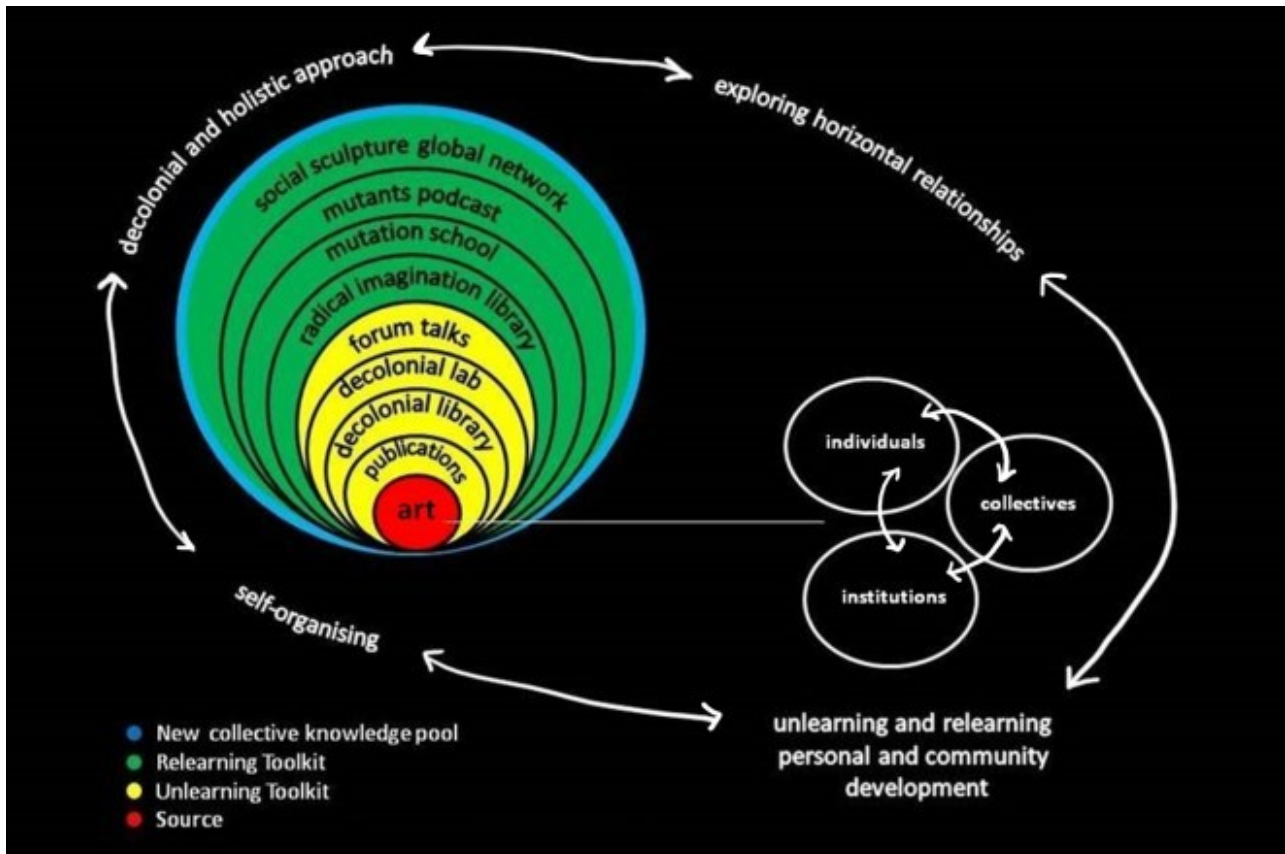 decolonial and holistic approach
exploring horizontal relationships
social sculpture global network
mutants podcast
mutation school
radical imagination library
forum talks
decolonial lab
decolonial library
publications
art
individuals
collectives
institutions
self-organising
unlearning and relearning
personal and community
development
New collective knowledge pool
Relearning Toolkit
Unlearning Toolkit
Source